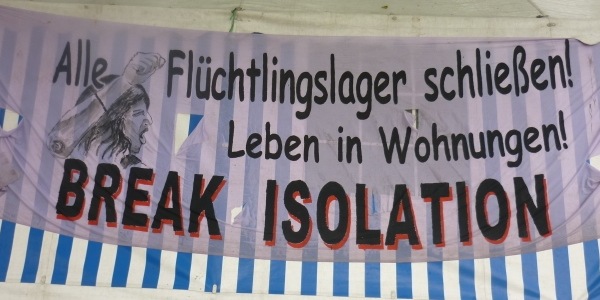 Alle Flüchtlingslager schließen!
Leben in Wohnungen!
BREAK ISOLATION